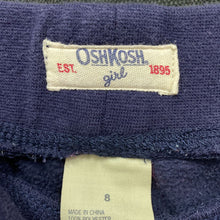 OSHKOSH
EST. girl 1895
8
MADE IN CHINA
100% POLYESTER